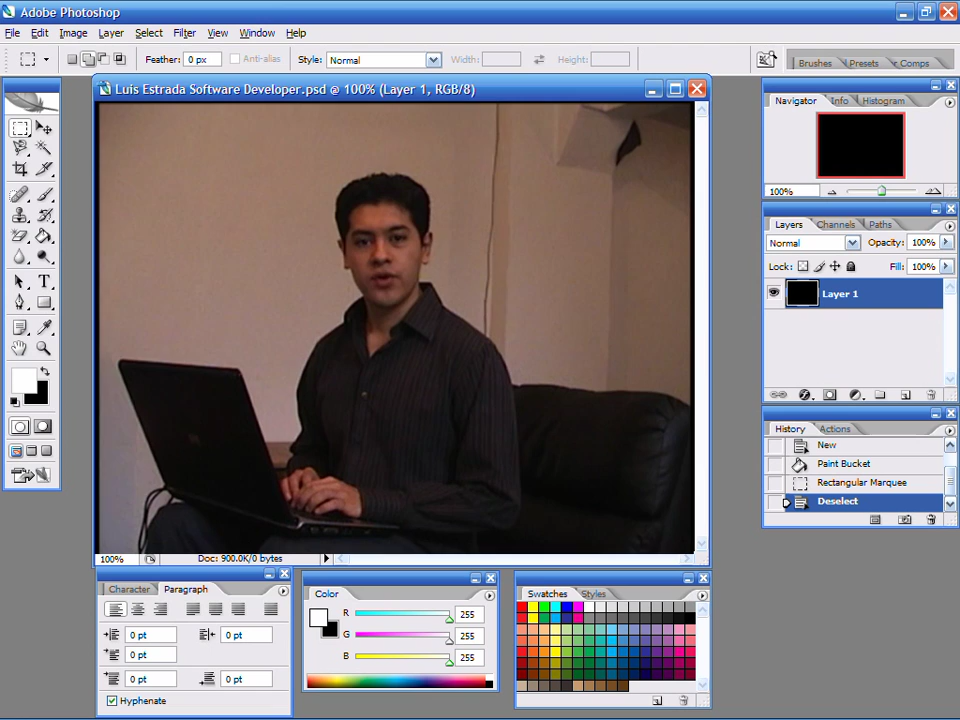 Adobe Photoshop
File Edit Image Layer Select Filter View Window Help
Feather: 0 px Anti-alias Style: Normal Width: Height:
Brushes Presets r Comps
Luis Estrada Software Developer.psd @ 100% (Layer 1, RGB/8)
Navigator Info Histogram
100%
Layers Channels Paths
Normal Opacity: 100%
Lock: Fill: 100%
Layer 1
History Actions
New
Paint Bucket
Rectangular Marquee
Deselect
T
100% Doc: 900.0K/0 bytes
Character Paragraph
0 pt 0 pt
0 pt
0 pt 0 pt
Hyphenate
Color
R 255
G 255
B 255
Swatches Styles